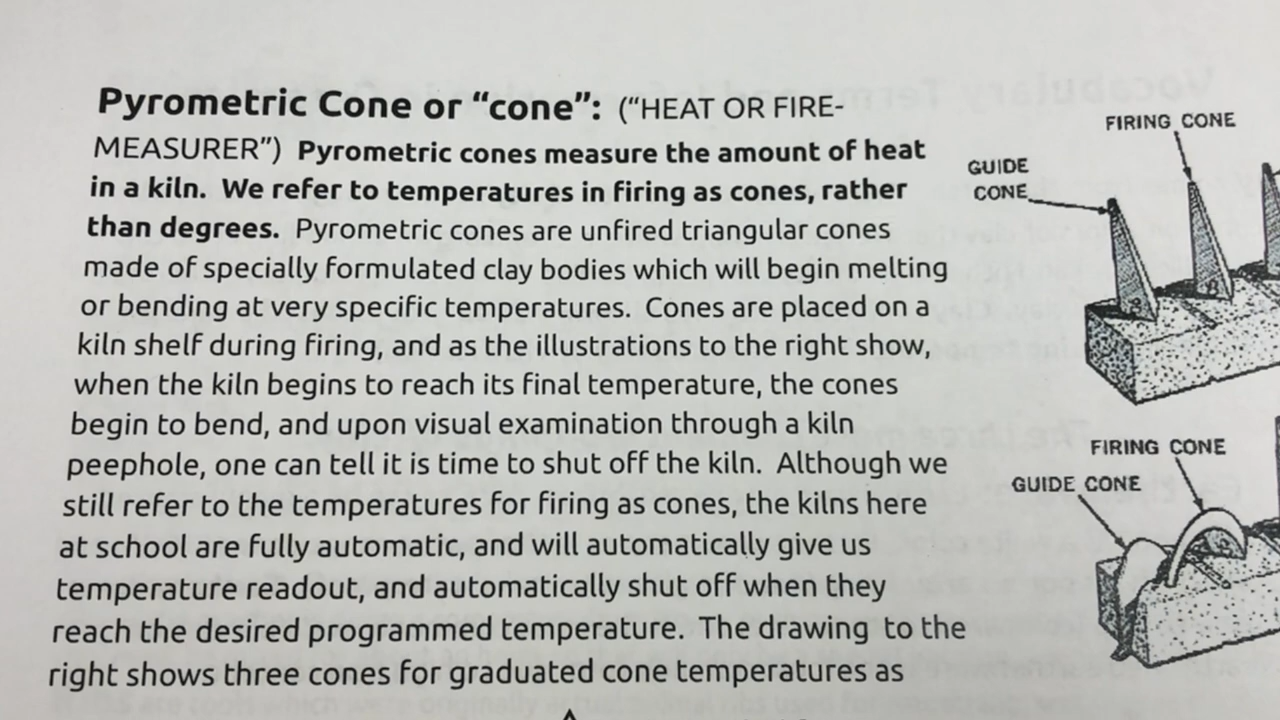 Pyrometric Cone or “cone”: (“HEAT OR FIRE-
MEASURER”) Pyrometric cones measure the amount of heat
in a kiln. We refer to temperatures in firing as cones, rather
than degrees. Pyrometric cones are unfired triangular cones
made of specially formulated clay bodies which will begin melting
or bending at very specific temperatures. Cones are placed on a
kiln shelf during firing, and as the illustrations to the right show,
when the kiln begins to reach its final temperature, the cones
begin to bend, and upon visual examination through a kiln
peephole, one can tell it is time to shut off the kiln. Although we
still refer to the temperatures for firing as cones, the kilns here
at school are fully automatic, and will automatically give us
temperature readout, and automatically shut off when they
reach the desired programmed temperature. The drawing to the
right shows three cones for graduated cone temperatures as
FIRING CONE
GUIDE
CONE
FIRING CONE
GUIDE CONE